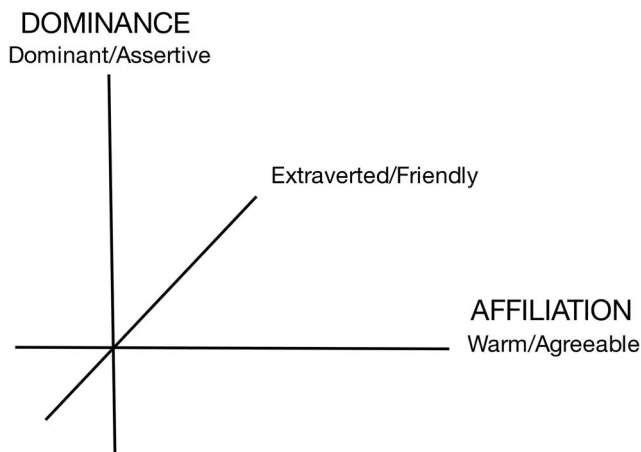 DOMINANCE
Dominant/Assertive
Extraverted/Friendly
AFFILIATION
Warm/Agreeable